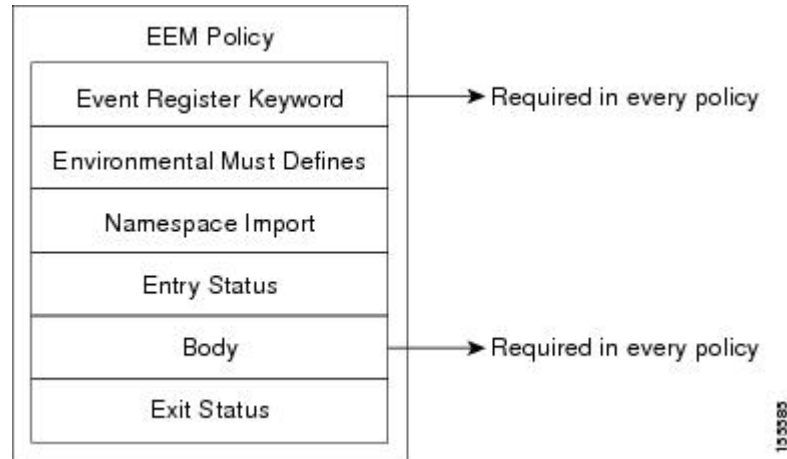 EEM Policy
Event Register Keyword
Required in every policy
Environmental Must Defines
Namespace Import
Entry Status
Body
Required in every policy
Exit Status
155585